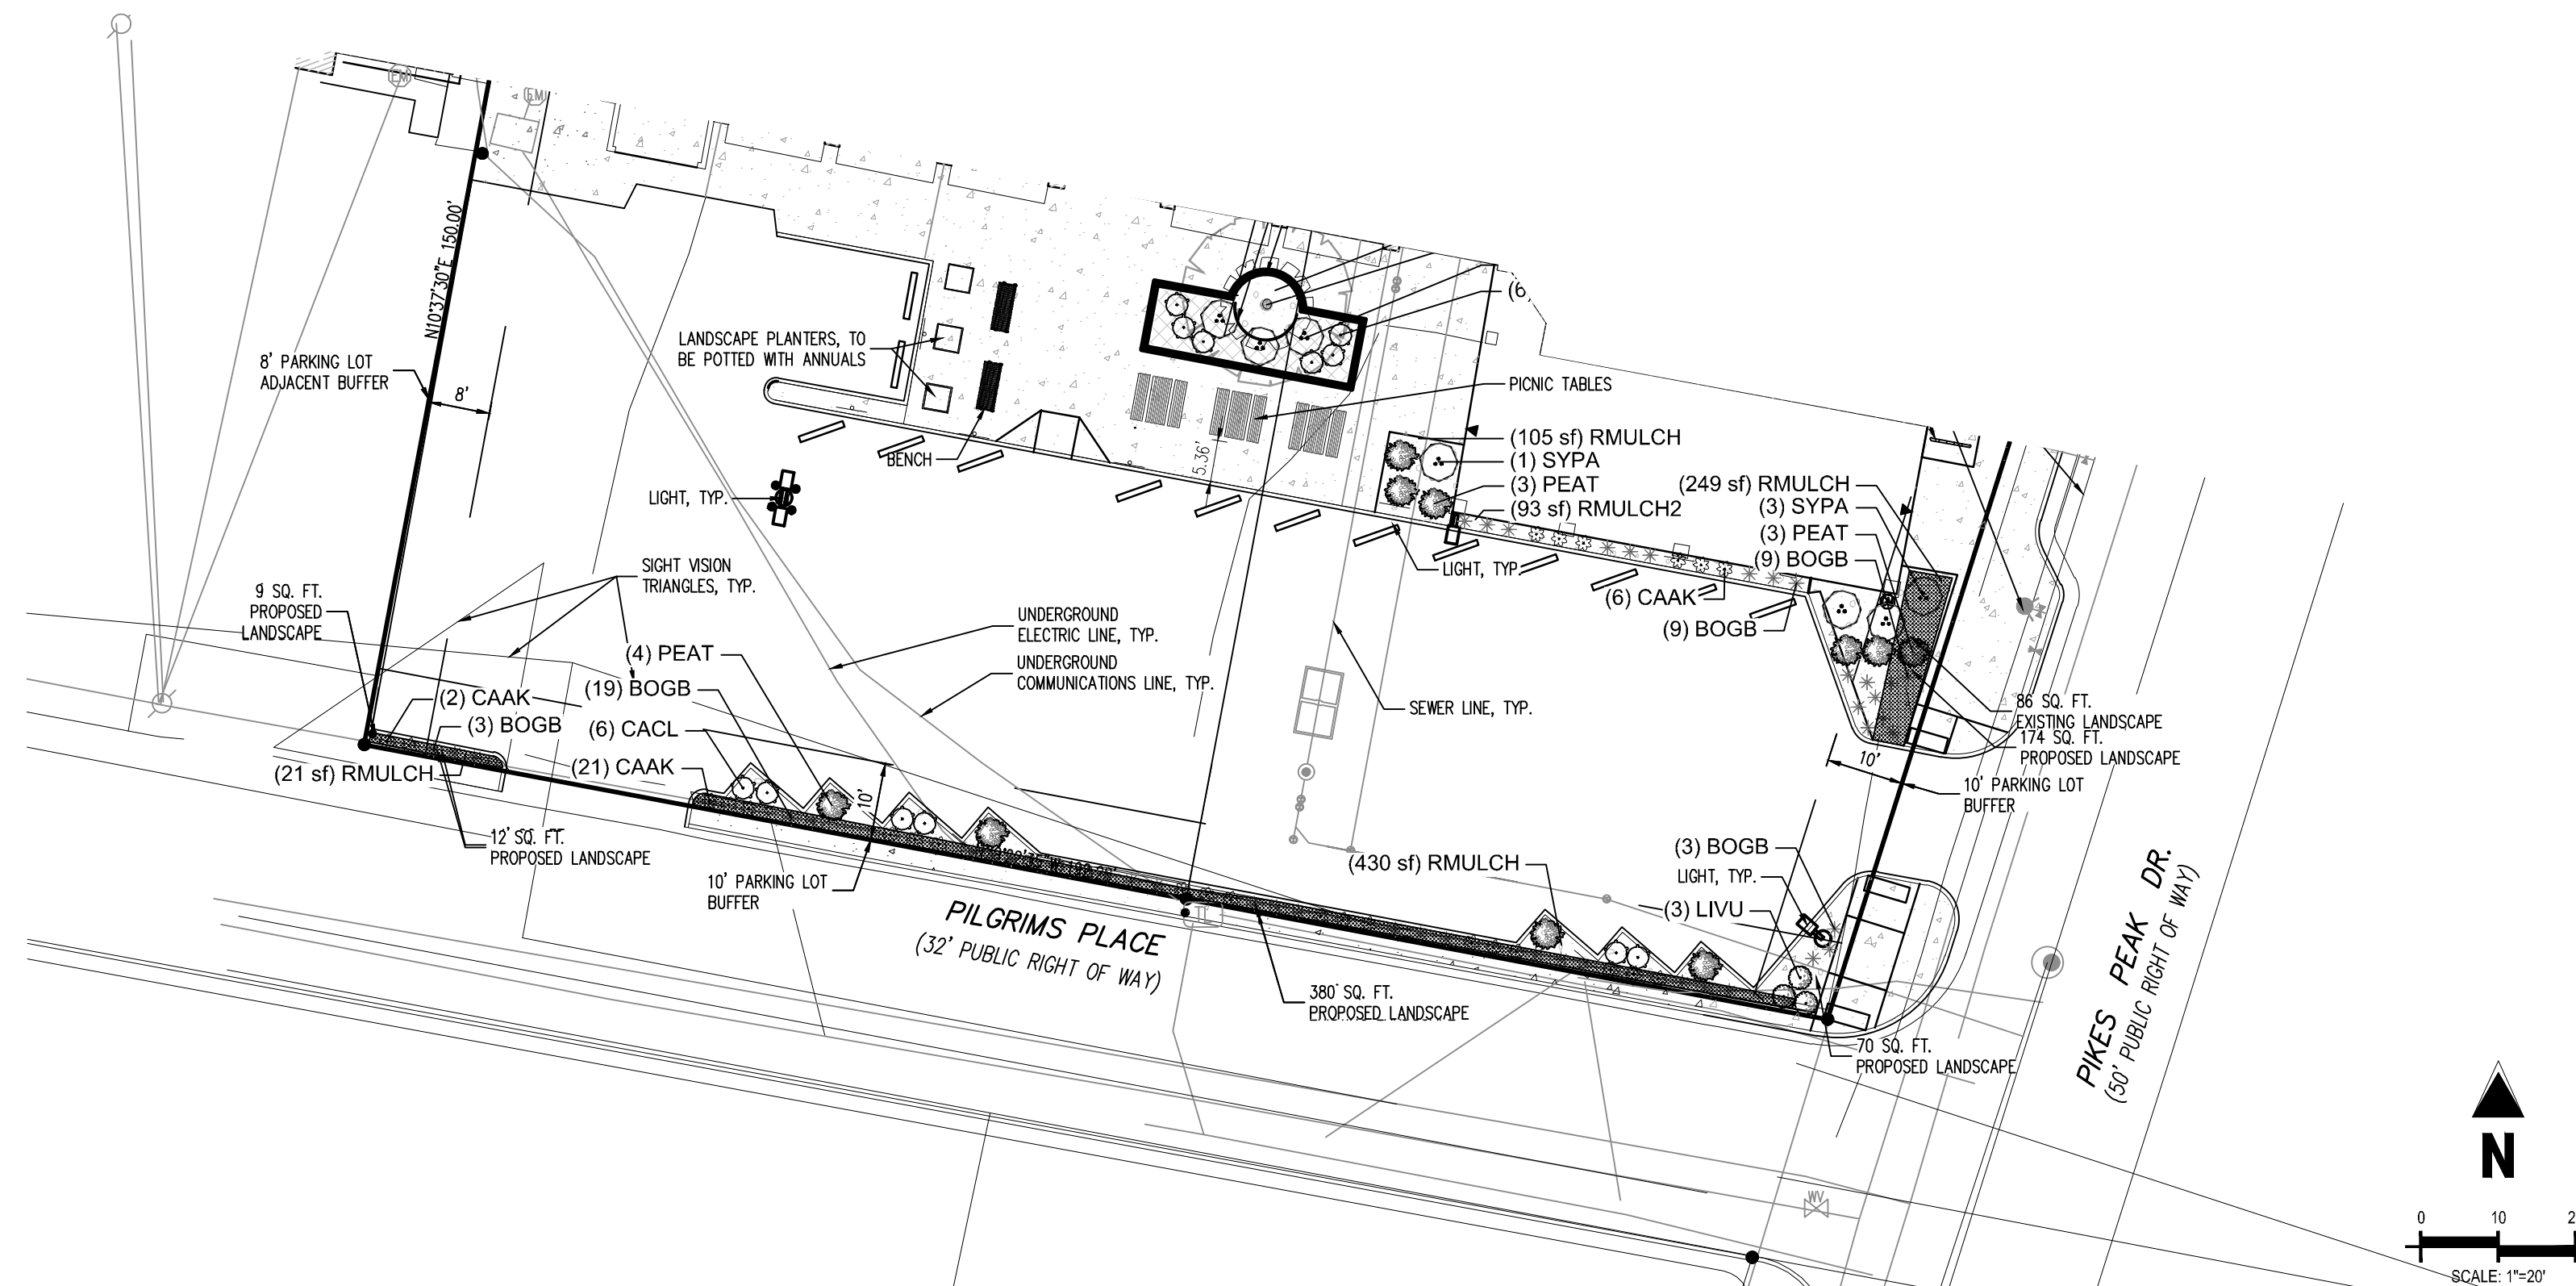 EM
EM
N10°37'30"E 150.00'
(6
LANDSCAPE PLANTERS, TO
BE POTTED WITH ANNUALS
8' PARKING LOT
ADJACENT BUFFER
8'
PICNIC TABLES
BENCH
5.36'
(105 sf) RMULCH
(1) SYPA
(3) PEAT
(93 sf) RMULCH2
(249 sf) RMULCH
(3) SYPA
(3) PEAT
(9) BOGB
LIGHT, TYP.
LIGHT, TYP.
(6) CAAK
(9) BOGB
SIGHT VISION
TRIANGLES, TYP.
9 SQ. FT.
PROPOSED
LANDSCAPE
UNDERGROUND
ELECTRIC LINE, TYP.
UNDERGROUND
COMMUNICATIONS LINE, TYP.
SEWER LINE, TYP.
(4) PEAT
(19) BOGB
(6) CACL
(21) CAAK
(2) CAAK
(3) BOGB
(21 sf) RMULCH
12 SQ. FT.
PROPOSED LANDSCAPE
10'
10' PARKING LOT
BUFFER
86 SQ. FT.
EXISTING LANDSCAPE
174 SQ. FT.
PROPOSED LANDSCAPE
10'
10' PARKING LOT
BUFFER
(430 sf) RMULCH
(3) BOGB
LIGHT, TYP.
(3) LIVU
PILGRIMS PLACE
(32' PUBLIC RIGHT OF WAY)
380 SQ. FT.
PROPOSED LANDSCAPE
70 SQ. FT.
PROPOSED LANDSCAPE
PIKES PEAK DR.
(50' PUBLIC RIGHT OF WAY)
WV
N
0 10 2
SCALE: 1"=20'